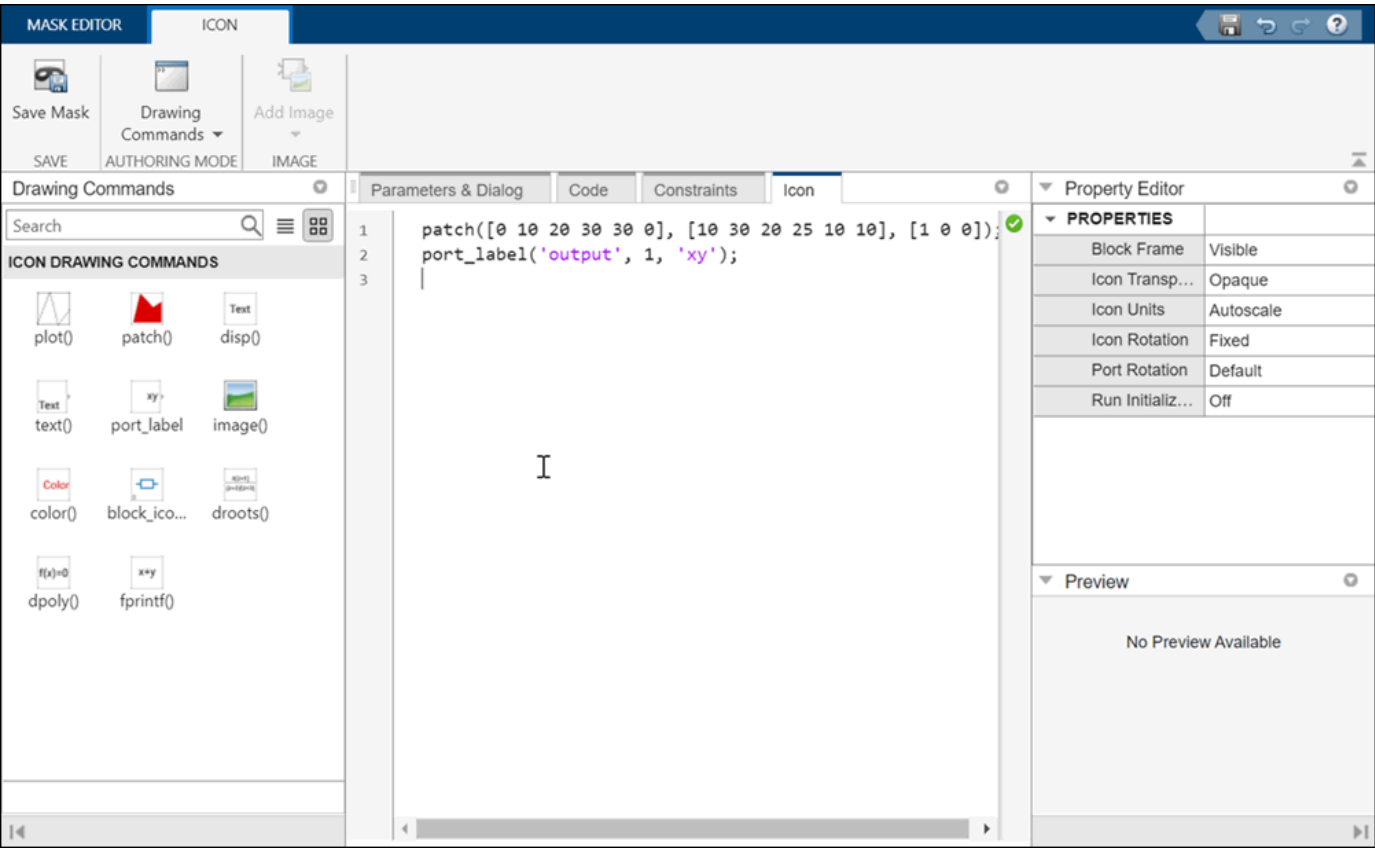 MASK EDITOR
ICON
Save Mask
Drawing
Commands
Add Image
SAVE
AUTHORING MODE
IMAGE
Drawing Commands
Search
ICON DRAWING COMMANDS
plot()
patch()
Text
disp()
Text
text()
xy
port_label
image()
Color
color()
block_ico...
droots()
f(x)=0
dpoly()
x+y
fprintf()
Parameters & Dialog
Code
Constraints
Icon
1 patch([0 10 20 30 30 0], [10 30 20 25 10 10], [1 0 0]);
2 port_label('output', 1, 'xy');
3
Property Editor
PROPERTIES
Block Frame Visible
Icon Transp... Opaque
Icon Units Autoscale
Icon Rotation Fixed
Port Rotation Default
Run Initializ... Off
Preview
No Preview Available